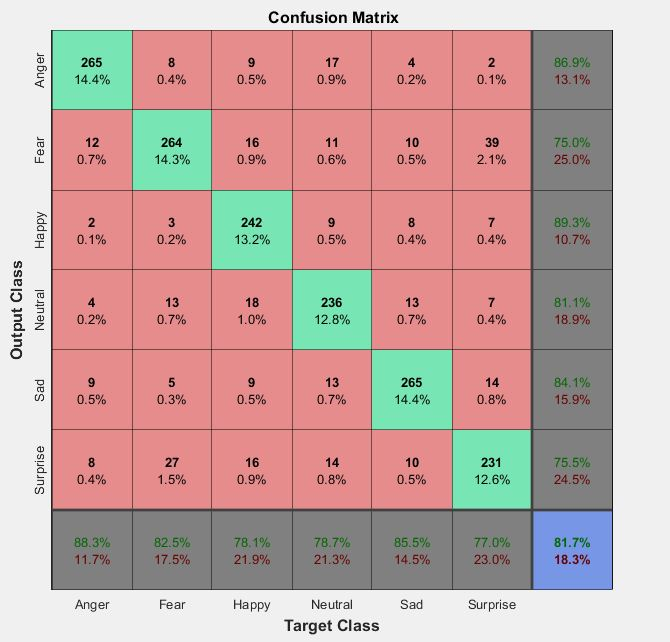 Confusion Matrix
Anger
265 8 9 17 4 2 86.9%
14.4% 0.4% 0.5% 0.9% 0.2% 0.1% 13.1%
Fear
12 264 16 11 10 39 75.0%
0.7% 14.3% 0.9% 0.6% 0.5% 2.1% 25.0%
Happy
2 3 242 9 8 7 89.3%
0.1% 0.2% 13.2% 0.5% 0.4% 0.4% 10.7%
Neutral
4 13 18 236 13 7 81.1%
0.2% 0.7% 1.0% 12.8% 0.7% 0.4% 18.9%
Sad
9 5 9 13 265 14 84.1%
0.5% 0.3% 0.5% 0.7% 14.4% 0.8% 15.9%
Surprise
8 27 16 14 10 231 75.5%
0.4% 1.5% 0.9% 0.8% 0.5% 12.6% 24.5%
88.3% 82.5% 78.1% 78.7% 85.5% 77.0% 81.7%
11.7% 17.5% 21.9% 21.3% 14.5% 23.0% 18.3%
Anger Fear Happy Neutral Sad Surprise
Target Class
Output Class